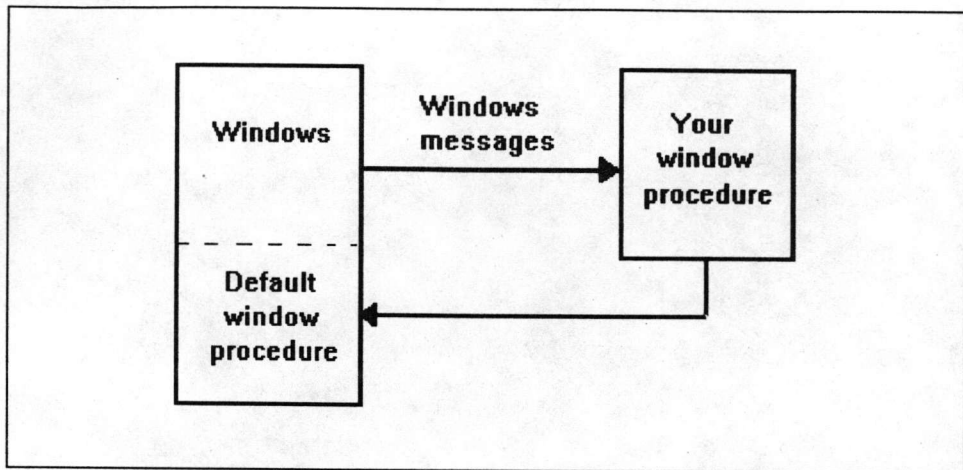 Windows
Windows
messages
Your
window
procedure
Default
window
procedure